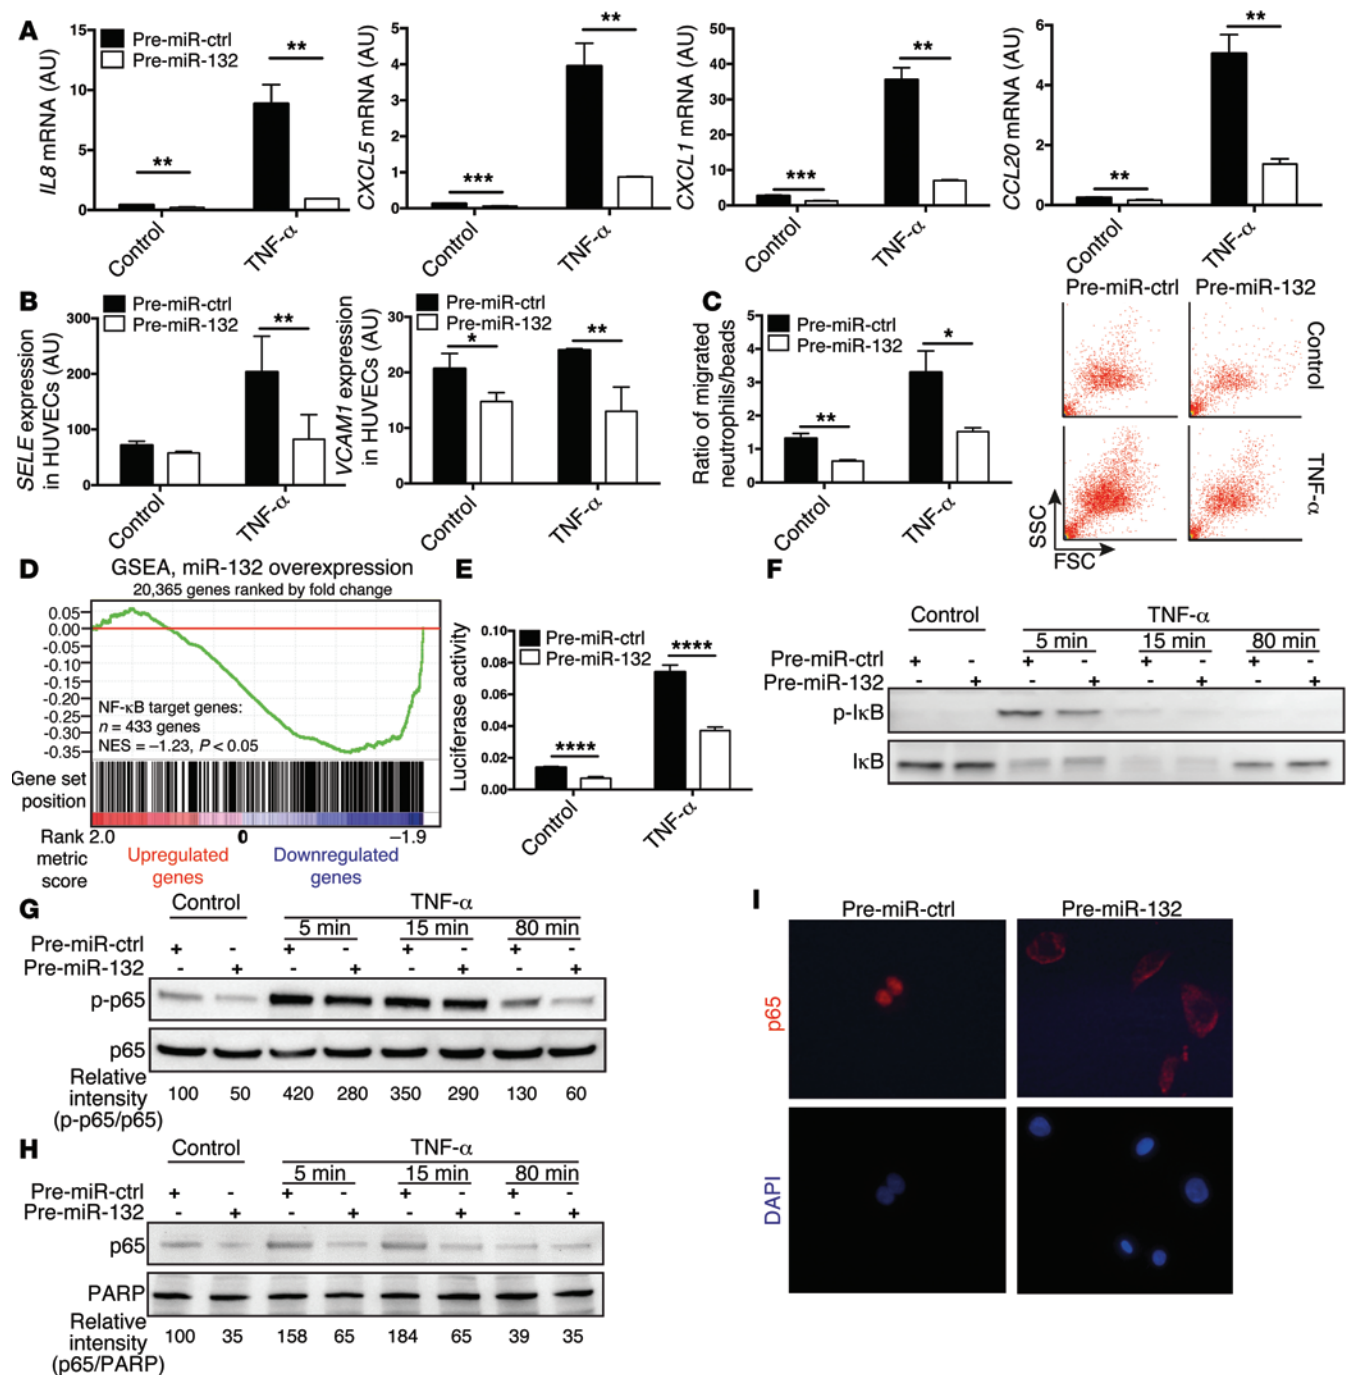 A
IL8 mRNA (AU)
15
10
5
0
Pre-miR-ctrl
Pre-miR-132
**
**
Control
TNF-α
CXCL5 mRNA (AU)
5
4
3
2
1
0
***
**
Control
TNF-α
CXCL1 mRNA (AU)
50
40
30
20
10
0
***
**
Control
TNF-α
CCL20 mRNA (AU)
6
4
2
0
**
**
Control
TNF-α
B
SELE expression
in HUVECs (AU)
300
200
100
0
Pre-miR-ctrl
Pre-miR-132
**
Control
TNF-α
VCAM1 expression
in HUVECs (AU)
30
20
10
0
Pre-miR-ctrl
Pre-miR-132
*
**
Control
TNF-α
C
Ratio of migrated
neutrophils/beads
5
4
3
2
1
0
Pre-miR-ctrl
Pre-miR-132
**
*
Control
TNF-α
Pre-miR-ctrl Pre-miR-132
Control
TNF-α
SSC
FSC
D
GSEA, miR-132 overexpression
20,365 genes ranked by fold change
0.05
0.00
-0.05
-0.10
-0.15
-0.20
-0.25
-0.30
-0.35
NF-κB target genes:
n = 433 genes
NES = –1.23, P < 0.05
Gene set
position
Rank
metric
score
2.0 0 –1.9
Upregulated
genes
Downregulated
genes
E
Luciferase activity
0.10
0.08
0.06
0.04
0.02
0.00
Pre-miR-ctrl
Pre-miR-132
****
****
Control
TNF-α
F
Control TNF-α
5 min 15 min 80 min
Pre-miR-ctrl + - + - + - + -
Pre-miR-132 - + - + - + - +
p-IκB
IκB
G
Control TNF-α
5 min 15 min 80 min
Pre-miR-ctrl + - + - + - + -
Pre-miR-132 - + - + - + - +
p-p65
p65
Relative
intensity
(p-p65/p65)
100 50 420 280 350 290 130 60
H
Control TNF-α
5 min 15 min 80 min
Pre-miR-ctrl + - + - + - + -
Pre-miR-132 - + - + - + - +
p65
PARP
Relative
intensity
(p65/PARP)
100 35 158 65 184 65 39 35
I
Pre-miR-ctrl Pre-miR-132
p65
DAPI